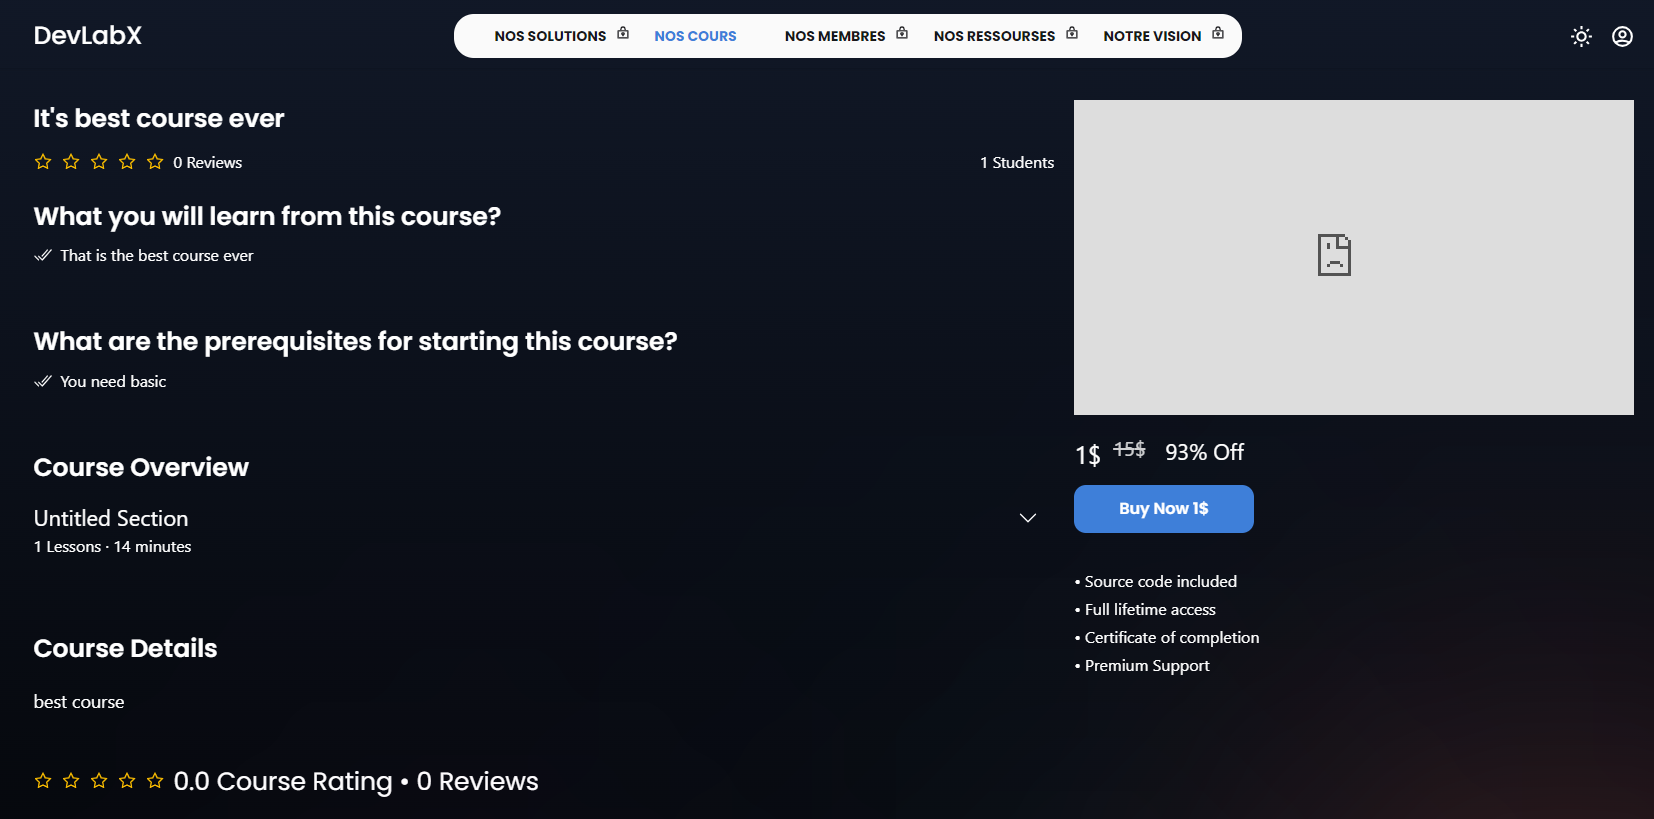 DevLabX
NOS SOLUTIONS NOS COURS NOS MEMBRES NOS RESSOURSES NOTRE VISION
It's best course ever
0 Reviews
1 Students
What you will learn from this course?
That is the best course ever
What are the prerequisites for starting this course?
You need basic
Course Overview
Untitled Section
1 Lessons · 14 minutes
Course Details
best course
0.0 Course Rating • 0 Reviews
1$ 15$ 93% Off
Buy Now 1$
• Source code included
• Full lifetime access
• Certificate of completion
• Premium Support